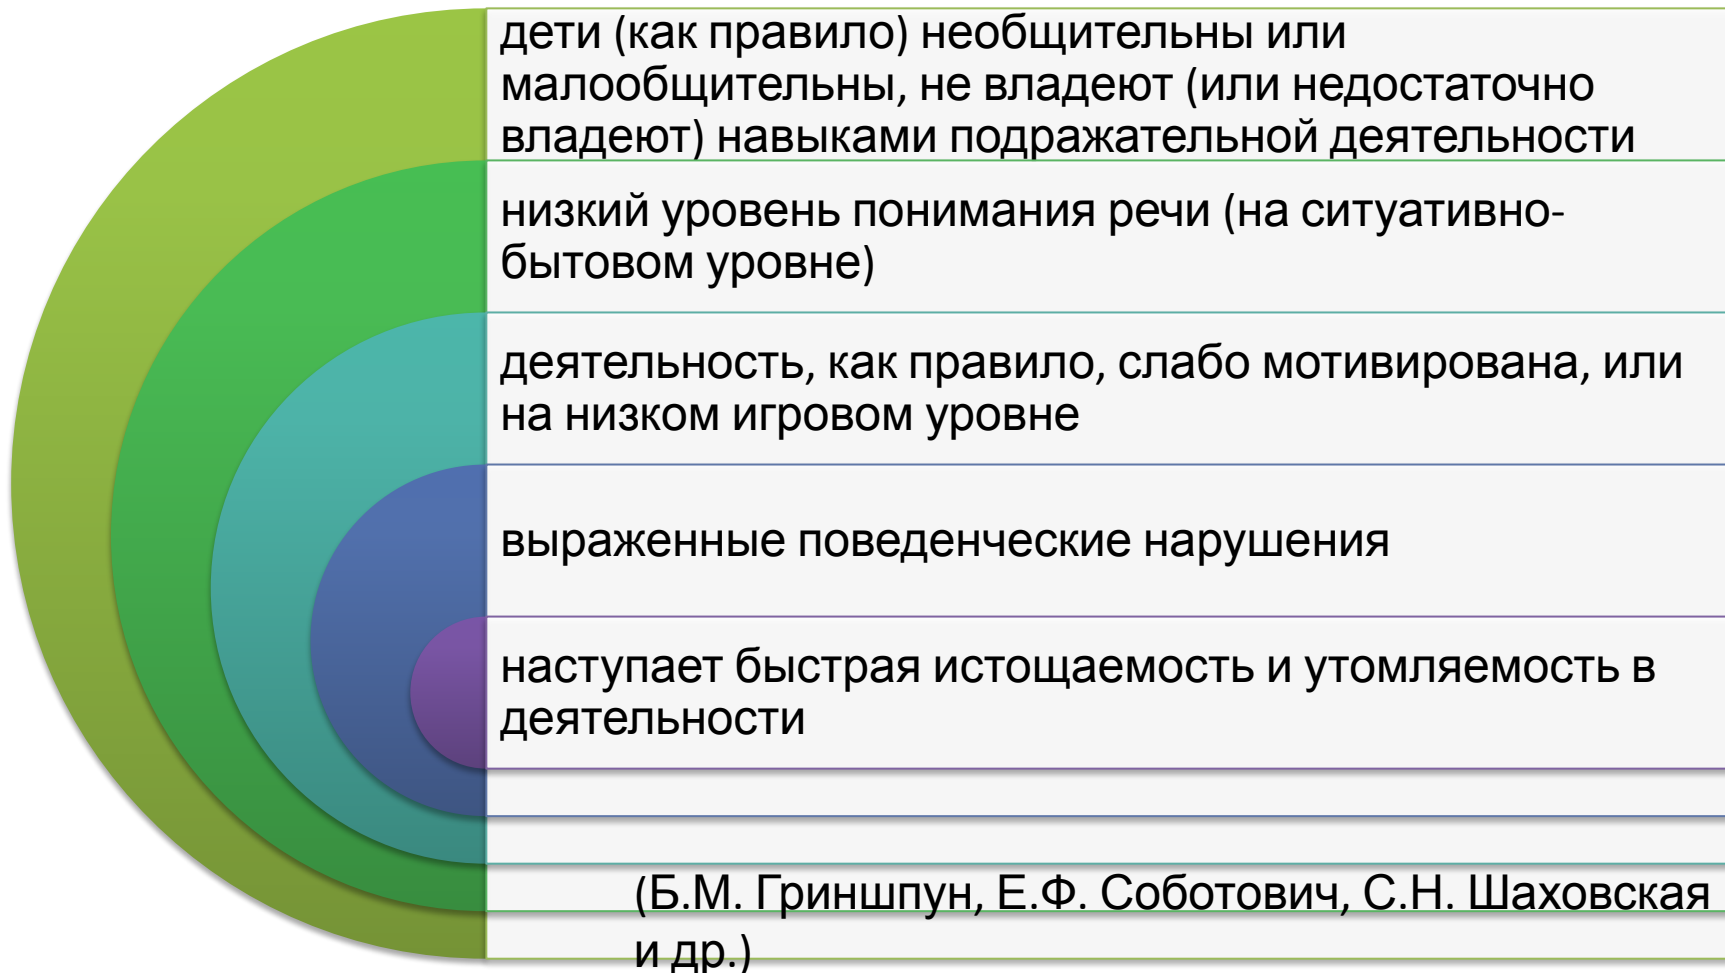 дети (как правило) необщительны или
малообщительны, не владеют (или недостаточно
владеют) навыками подражательной деятельности
низкий уровень понимания речи (на ситуативно-
бытовом уровне)
деятельность, как правило, слабо мотивирована, или
на низком игровом уровне
выраженные поведенческие нарушения
наступает быстрая истощаемость и утомляемость в
деятельности
(Б.М. Гриншпун, Е.Ф. Соботович, С.Н. Шаховская
и др.)